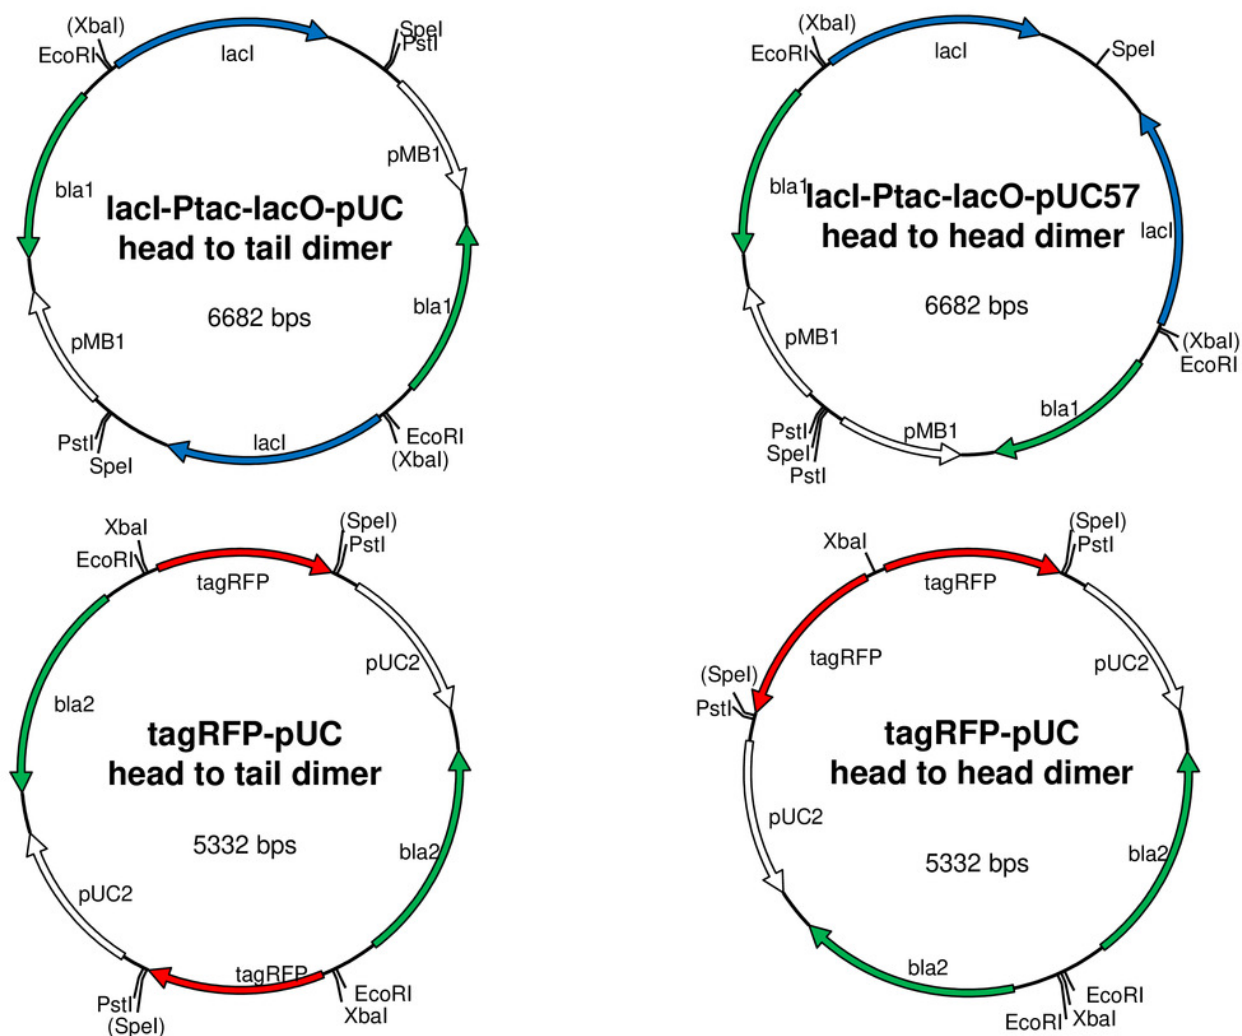 (XbaI)
EcoRI
lacI
SpeI
PstI
pMB1
bla1
lacI-Ptac-lacO-pUC
head to tail dimer
6682 bps
bla1
pMB1
PstI
SpeI
lacI
EcoRI
(XbaI)
(XbaI)
EcoRI
lacI
SpeI
bla1
lacI-Ptac-lacO-pUC57
head to head dimer
lacI
6682 bps
pMB1
(XbaI)
EcoRI
bla1
PstI
SpeI
PstI
pMB1
XbaI
EcoRI
tagRFP
(SpeI)
PstI
pUC2
bla2
tagRFP-pUC
head to tail dimer
5332 bps
bla2
pUC2
PstI
(SpeI)
tagRFP
EcoRI
XbaI
XbaI
tagRFP
(SpeI)
PstI
tagRFP
pUC2
(SpeI)
PstI
tagRFP-pUC
head to head dimer
pUC2
5332 bps
bla2
bla2
EcoRI
XbaI
EcoRI